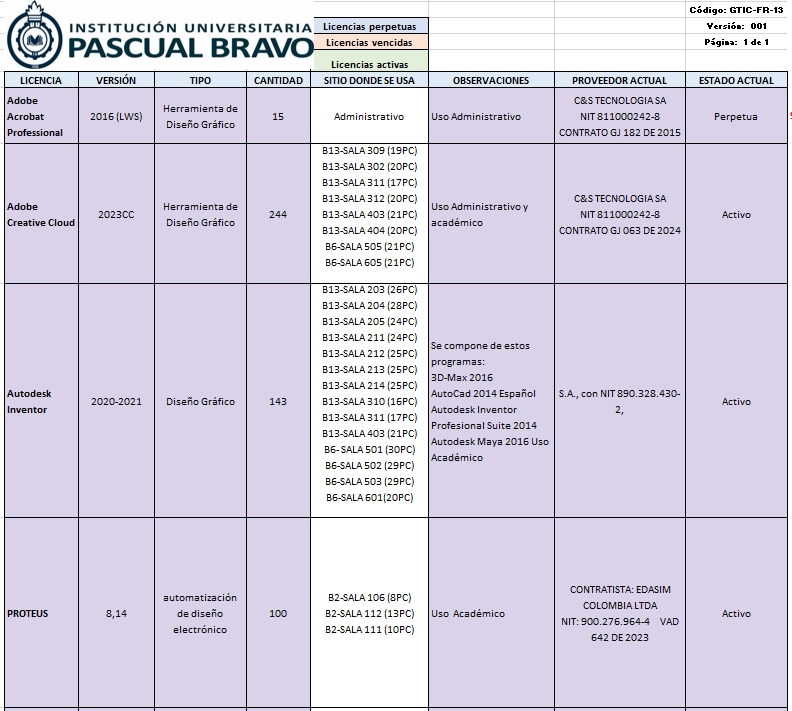 INSTITUCIÓN UNIVERSITARIA
PASCUAL BRAVO
Licencias perpetuas
Licencias vencidas
Licencias activas
Código: GTIC-FR-13
Versión: 001
Página: 1 de 1
LICENCIA VERSIÓN TIPO CANTIDAD SITIO DONDE SE USA OBSERVACIONES PROVEEDOR ACTUAL ESTADO ACTUAL
Adobe
Acrobat
Professional
2016 (LWS)
Herramienta de
Diseño Gráfico
15
Administrativo
Uso Administrativo
C&S TECNOLOGIA SA
NIT 811000242-8
CONTRATO GJ 182 DE 2015
Perpetua
Adobe
Creative Cloud
2023CC
Herramienta de
Diseño Gráfico
244
B13-SALA 309 (19PC)
B13-SALA 302 (20PC)
B13-SALA 311 (17PC)
B13-SALA 312 (20PC)
B13-SALA 403 (21PC)
B13-SALA 404 (20PC)
B6-SALA 505 (21PC)
B6-SALA 605 (21PC)
Uso Administrativo y
académico
C&S TECNOLOGIA SA
NIT 811000242-8
CONTRATO GJ 063 DE 2024
Activo
Autodesk
Inventor
2020-2021
Diseño Gráfico
143
B13-SALA 203 (26PC)
B13-SALA 204 (28PC)
B13-SALA 205 (24PC)
B13-SALA 211 (24PC)
B13-SALA 212 (25PC)
B13-SALA 213 (25PC)
B13-SALA 214 (25PC)
B13-SALA 310 (16PC)
B13-SALA 311 (17PC)
B13-SALA 403 (21PC)
B6- SALA 501 (30PC)
B6-SALA 502 (29PC)
B6-SALA 503 (29PC)
B6-SALA 601(20PC)
Se compone de estos
programas:
3D-Max 2016
AutoCad 2014 Español
Autodesk Inventor
Profesional Suite 2014
Autodesk Maya 2016 Uso
Académico
S.A., con NIT 890.328.430-
2,
Activo
PROTEUS
8,14
automatización
de diseño
electrónico
100
B2-SALA 106 (8PC)
B2-SALA 112 (13PC)
B2-SALA 111 (10PC)
Uso Académico
CONTRATISTA: EDASIM
COLOMBIA LTDA
NIT: 900.276.964-4 VAD
642 DE 2023
Activo